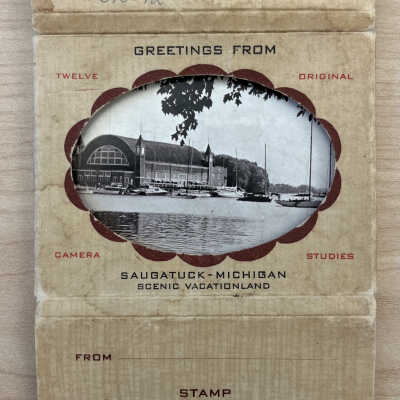 GREETINGS FROM
TWELVE ORIGINAL
CAMERA STUDIES
SAUGATUCK-MICHIGAN
SCENIC VACATIONLAND
FROM
STAMP